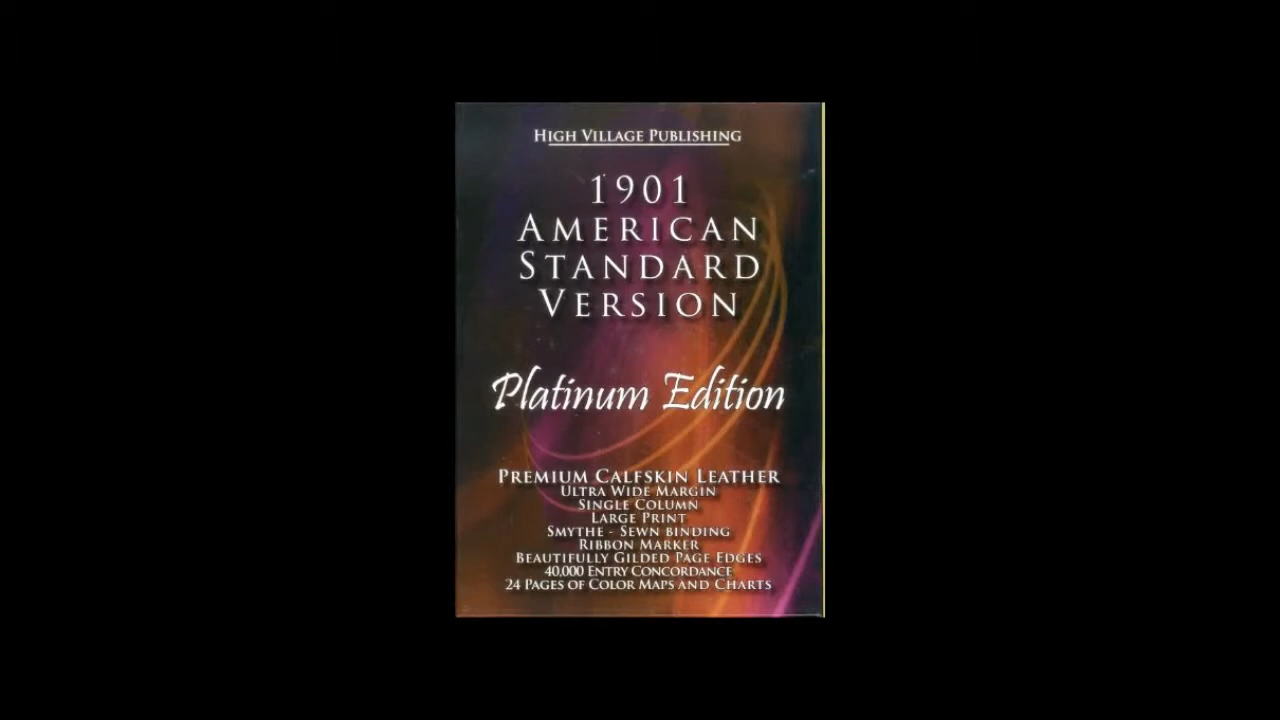 HIGH VILLAGE PUBLISHING
1901
AMERICAN
STANDARD
VERSION
Platinum Edition
PREMIUM CALFSKIN LEATHER
ULTRA WIDE MARGIN
SINGLE COLUMN
LARGE PRINT
SMYTHE - SEWN BINDING
RIBBON MARKER
BEAUTIFULLY GILDED PAGE EDGES
40,000 ENTRY CONCORDANCE
24 PAGES OF COLOR MAPS AND CHARTS